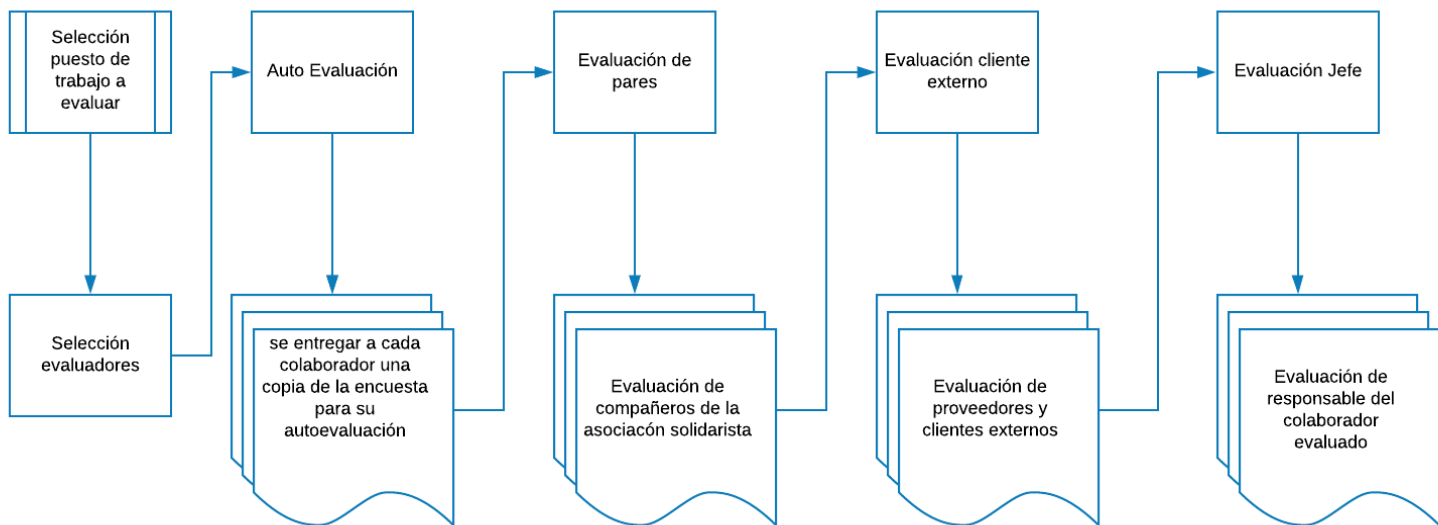 Selección
puesto de
trabajo a
evaluar
Auto Evaluación
Evaluación de
pares
Evaluación cliente
externo
Evaluación Jefe
Selección
evaluadores
se entregar a cada
colaborador una
copia de la encuesta
para su
autoevaluación
Evaluación de
compañeros de la
asociacón solidarista
Evaluación de
proveedores y
clientes externos
Evaluación de
responsable del
colaborador
evaluado